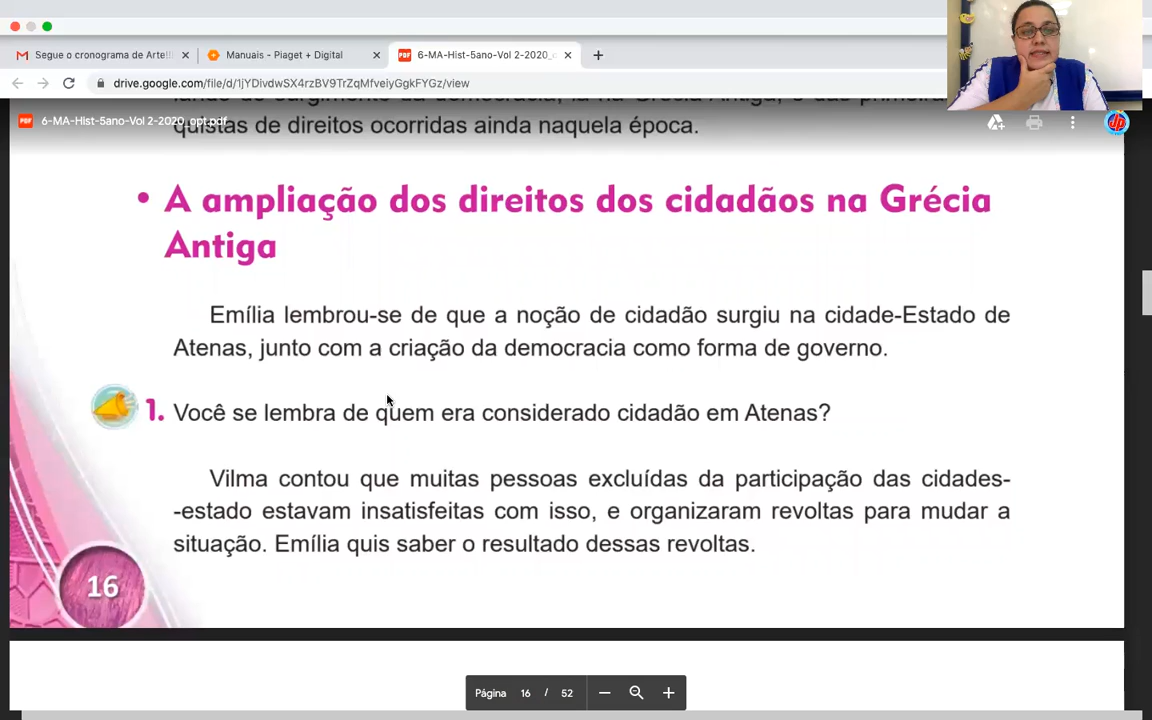 Segue o cronograma de Arte
Manuais - Piaget + Digital
6-MA-Hist-5ano-Vol 2-2020_o
drive.google.com/file/d/1jYDivdwSX4rzBV9TrZqMfveiyGgkFYGz/view
6-MA-Hist-5ano-Vol 2-2020_opt.pdf
quistas de direitos ocorridas ainda naquela época.
• A ampliação dos direitos dos cidadãos na Grécia
Antiga
Emília lembrou-se de que a noção de cidadão surgiu na cidade-Estado de
Atenas, junto com a criação da democracia como forma de governo.
1. Você se lembra de quem era considerado cidadão em Atenas?
Vilma contou que muitas pessoas excluídas da participação das cidades-
-estado estavam insatisfeitas com isso, e organizaram revoltas para mudar a
situação. Emília quis saber o resultado dessas revoltas.
16
Página 16 / 52